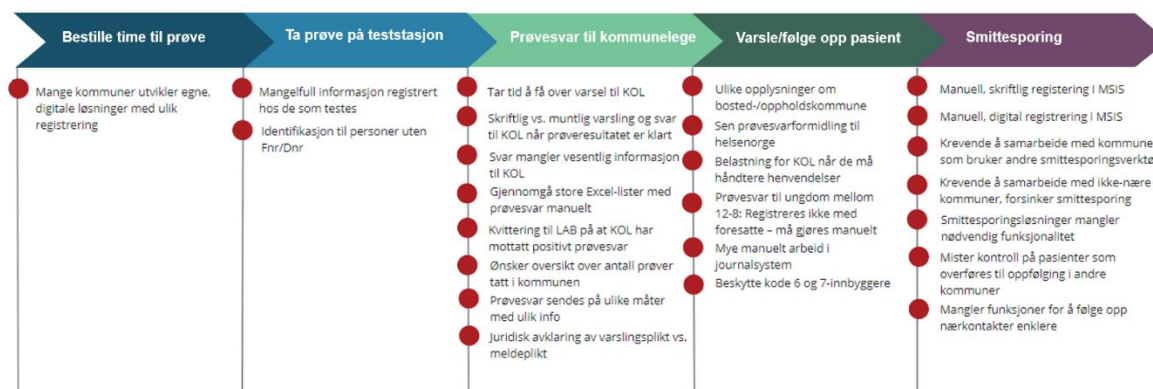 Bestille time til prøve
Mange kommuner utvikler egne,
digitale løsninger med ulik
registrering
Ta prøve på teststasjon
Mangelfull informasjon registrert
hos de som testes
Identifikasjon til personer uten
Fnr/Dnr
Prøvesvar til kommunelege
Tar tid å få over varsel til KOL
Skriftlig vs. muntlig varsling og svar
til KOL når prøveresultatet er klart
Svar mangler vesentlig informasjon
til KOL
Gjennomgå store Excel-lister med
prøvesvar manuelt
Kvittering til LAB på at KOL har
mottatt positivt prøvesvar
Ønsker oversikt over antall prøver
tatt i kommunen
Prøvesvar sendes på ulike måter
med ulik info
Juridisk avklaring av varslingsplikt vs.
meldeplikt
Varsle/følge opp pasient
Ulike opplysninger om
bosted-/oppholdskommune
Sen prøvesvarformidling til
helsenorge
Belastning for KOL når de må
håndtere henvendelser
Prøvesvar til ungdom mellom
12-8: Registreres ikke med
foresatte – må gjøres manuelt
Mye manuelt arbeid i
journalsystem
Beskytte kode 6 og 7-innbyggere
Smittesporing
Manuell, skriftlig registering I MSIS
Manuell, digital registrering i MSIS
Krevende å samarbeide med kommune
som bruker andre smittesporingsverktø
Krevende å samarbeide med ikke-nære
kommuner, forsinker smittesporing
Smittesporingsløsninger mangler
nødvendig funksjonalitet
Mister kontroll på pasienter som
overføres til oppfølging i andre
kommuner
Mangler funksjoner for å følge opp
nærkontakter enklere